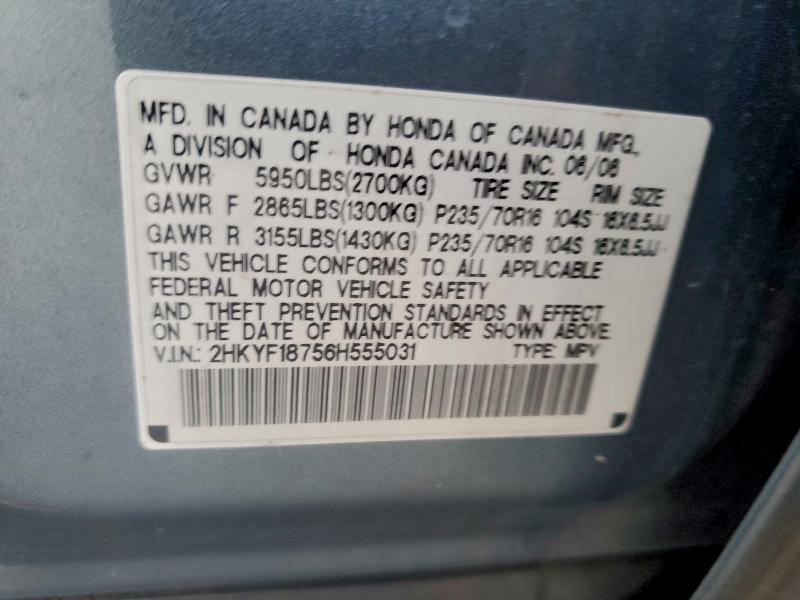 MFD. IN CANADA BY HONDA OF CANADA MFG.,
A DIVISION OF HONDA CANADA INC. 06/06
GVWR 5950LBS(2700KG) TIRE SIZE RIM SIZE
GAWR F 2865LBS(1300KG) P235/70R16 104S 16X6.5JJ
GAWR R 3155LBS(1430KG) P235/70R16 104S 16X6.5JJ
THIS VEHICLE CONFORMS TO ALL APPLICABLE
FEDERAL MOTOR VEHICLE SAFETY
AND THEFT PREVENTION STANDARDS IN EFFECT
ON THE DATE OF MANUFACTURE SHOWN ABOVE
V.I.N.: 2HKYF18756H555031 TYPE: MPV